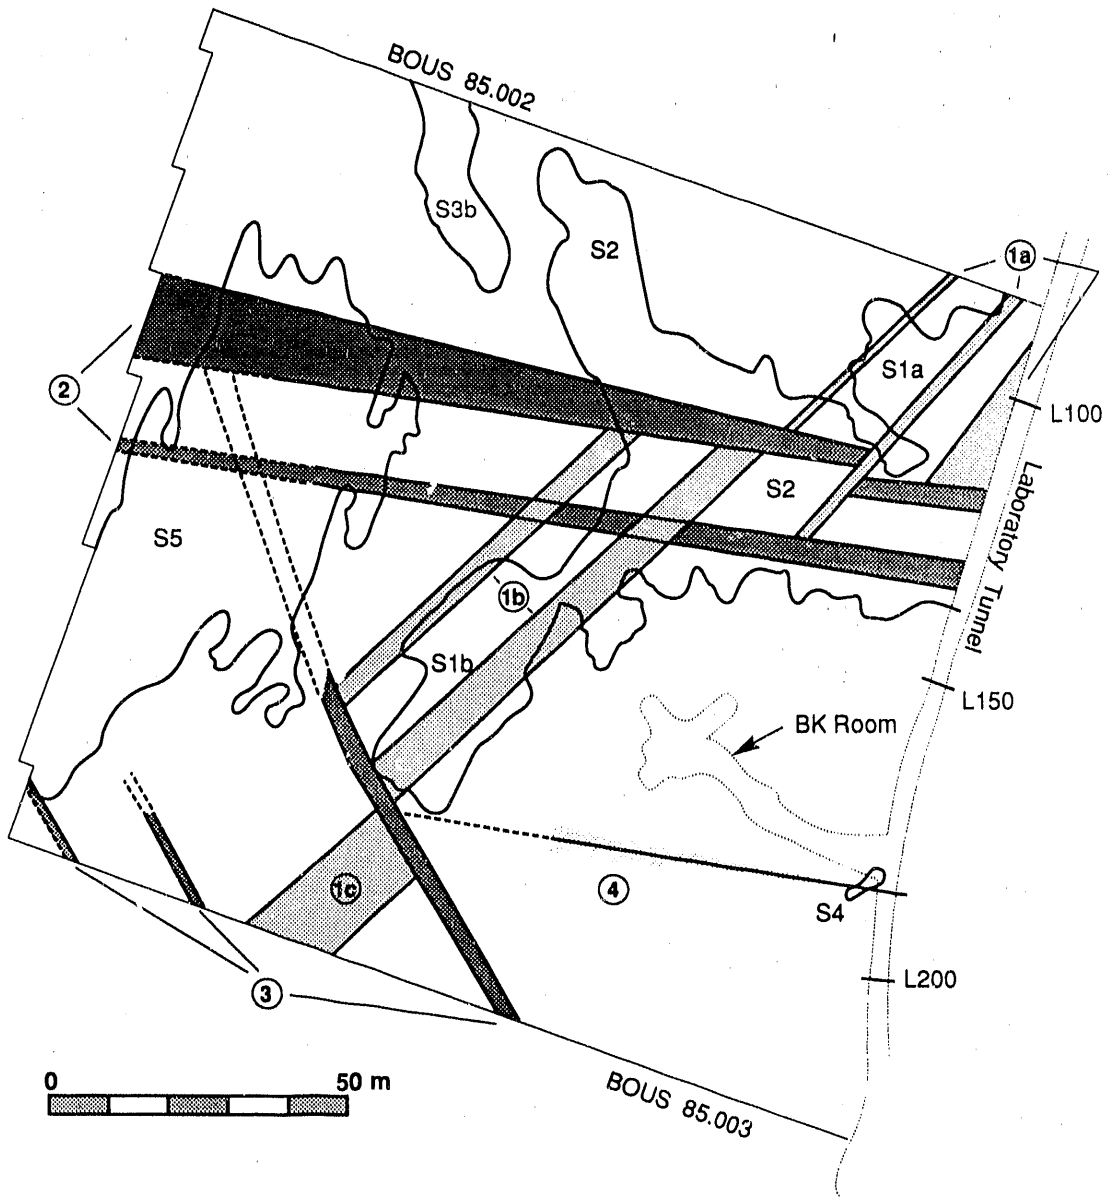 BOUS 85.002
S3b
S2
1a
S1a
2
L100
S2
Laboratory Tunnel
S5
1b
S1b
L150
BK Room
1c
4
S4
L200
3
0 50 m
BOUS 85.003